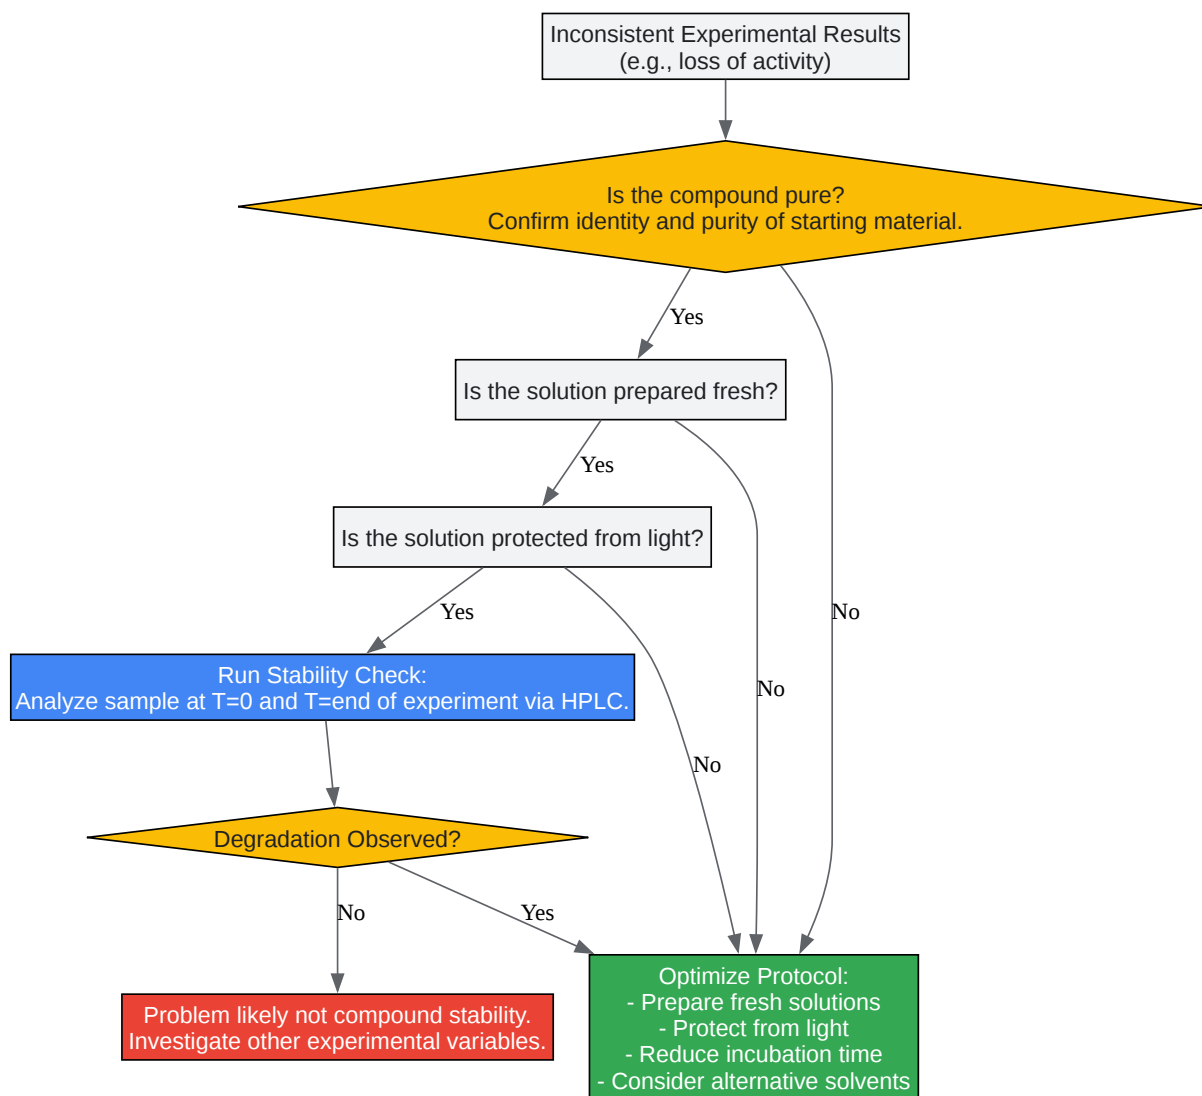 Inconsistent Experimental Results
(e.g., loss of activity)
Is the compound pure?
Confirm identity and purity of starting material.
Yes
Is the solution prepared fresh?
Yes
Is the solution protected from light?
Yes
No
Run Stability Check:
Analyze sample at T=0 and T=end of experiment via HPLC.
No
No
Degradation Observed?
No
Yes
Problem likely not compound stability.
Investigate other experimental variables.
Optimize Protocol:
- Prepare fresh solutions
- Protect from light
- Reduce incubation time
- Consider alternative solvents